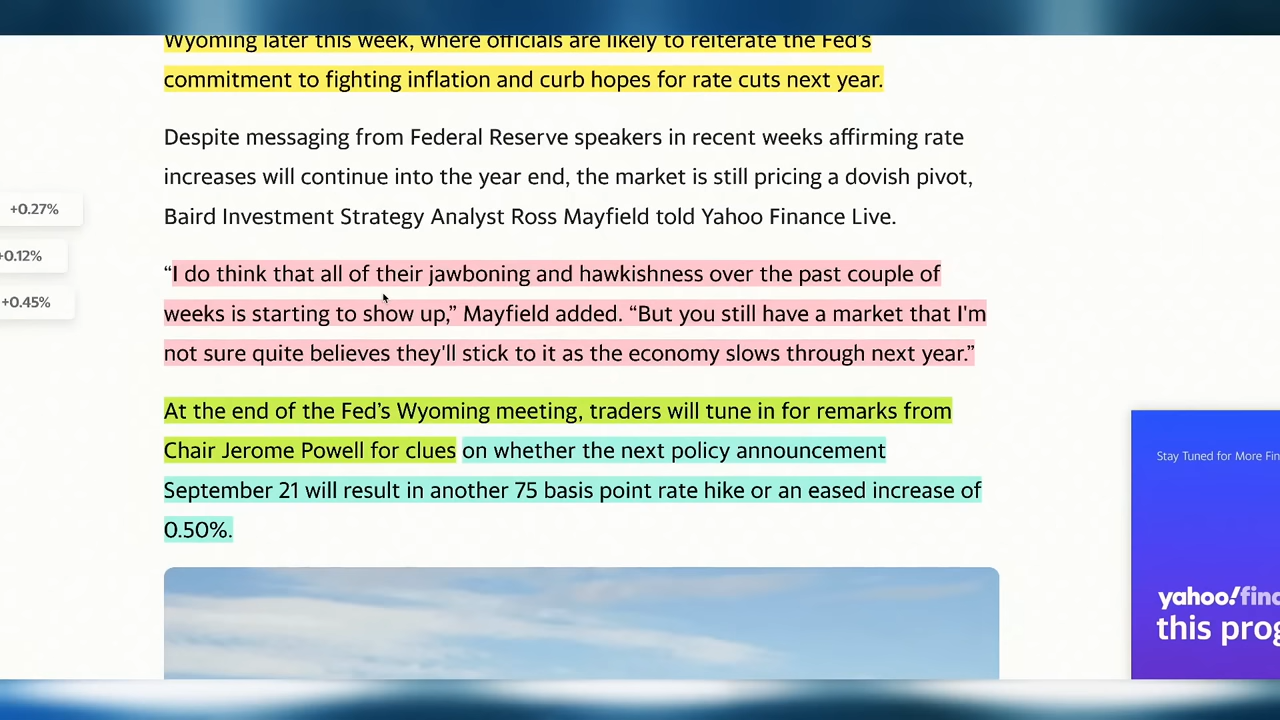 Wyoming later this week, where officials are likely to reiterate the Fed's
commitment to fighting inflation and curb hopes for rate cuts next year.
Despite messaging from Federal Reserve speakers in recent weeks affirming rate
increases will continue into the year end, the market is still pricing a dovish pivot,
Baird Investment Strategy Analyst Ross Mayfield told Yahoo Finance Live.
“I do think that all of their jawboning and hawkishness over the past couple of
weeks is starting to show up,” Mayfield added. “But you still have a market that I'm
not sure quite believes they'll stick to it as the economy slows through next year.”
At the end of the Fed’s Wyoming meeting, traders will tune in for remarks from
Chair Jerome Powell for clues on whether the next policy announcement
September 21 will result in another 75 basis point rate hike or an eased increase of
0.50%.
+0.27%
+0.12%
+0.45%
Stay Tuned for More Fin
yahoo!finc
this prog